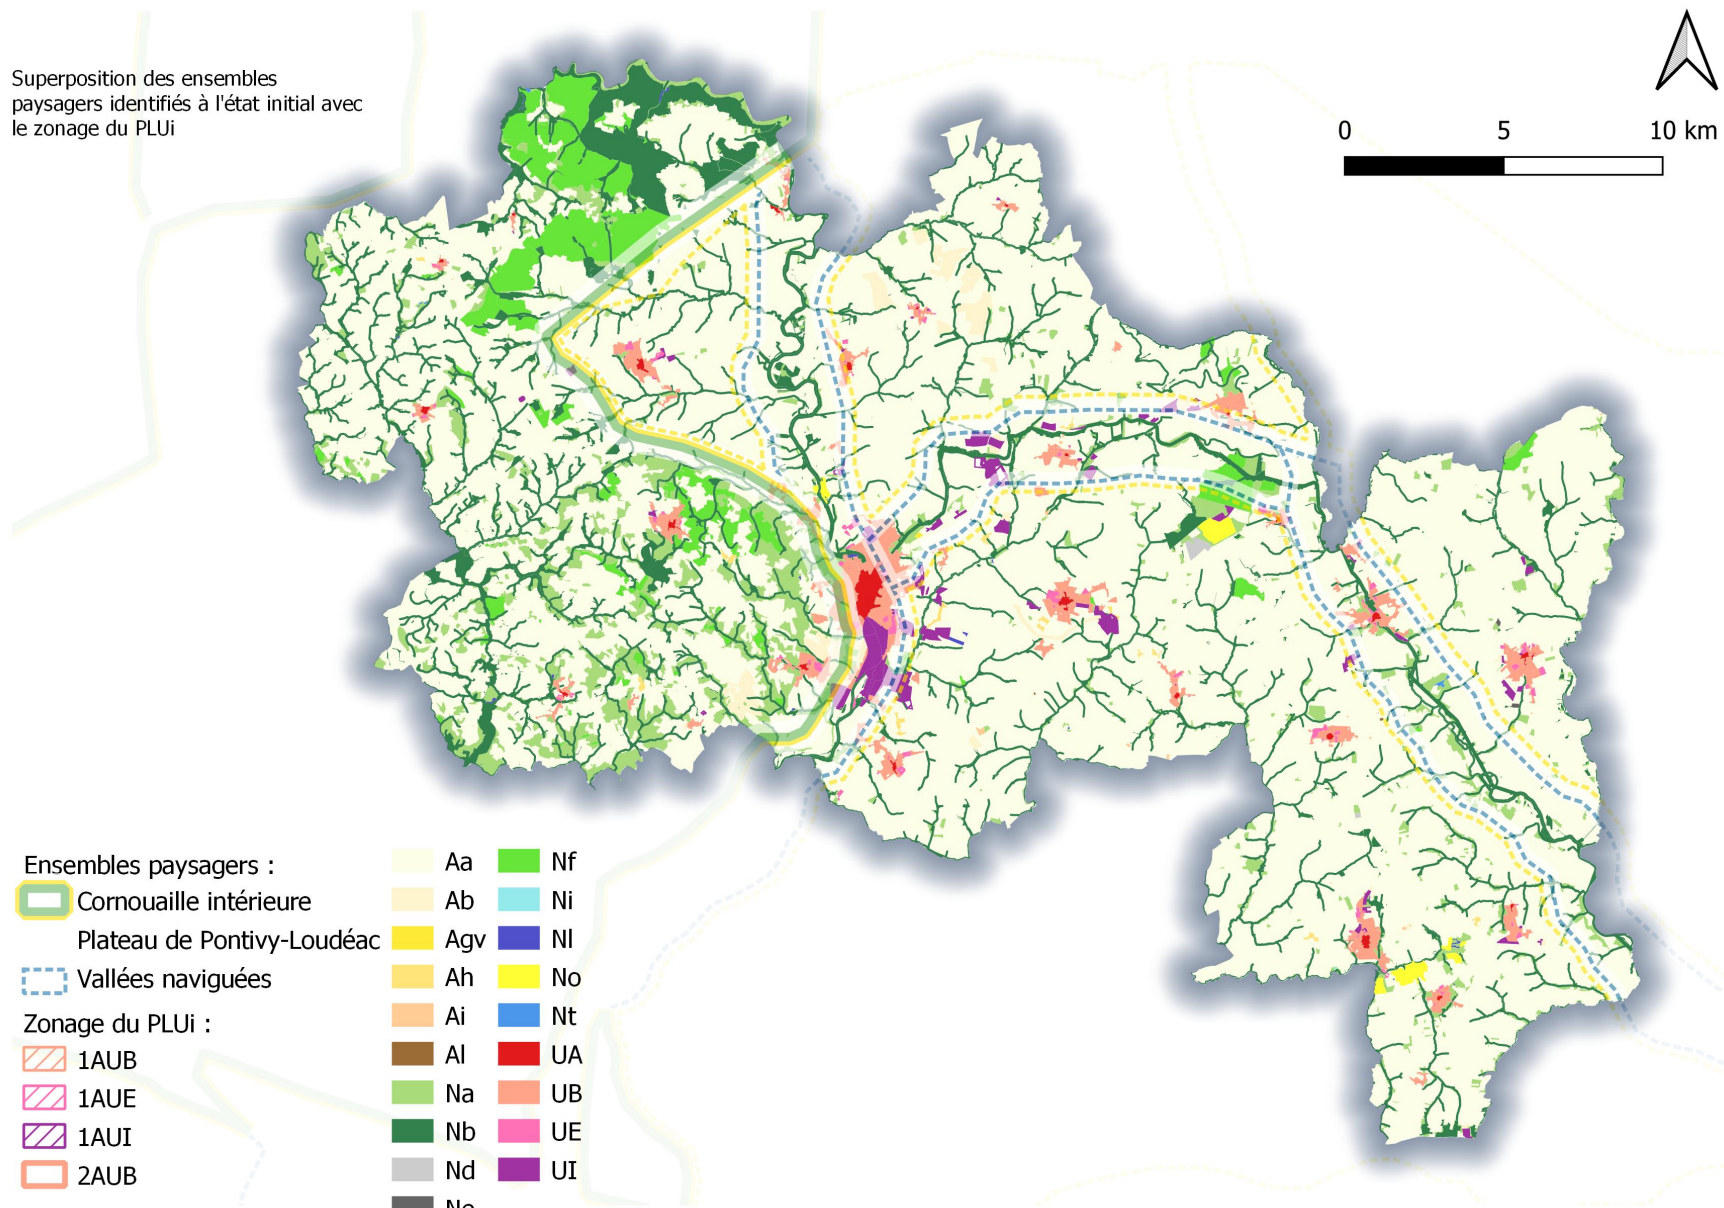 Superposition des ensembles
paysagers identifiés à l'état initial avec
le zonage du PLUi
0 5 10 km
Ensembles paysagers :
Cornouaille intérieure
Plateau de Pontivy-Loudéac
Vallées naviguées
Zonage du PLUi :
1AUB
1AUE
1AUI
2AUB
Aa
Ab
Agv
Ah
Ai
Al
Na
Nb
Nd
Nf
Ni
Nl
No
Nt
UA
UB
UE
UI